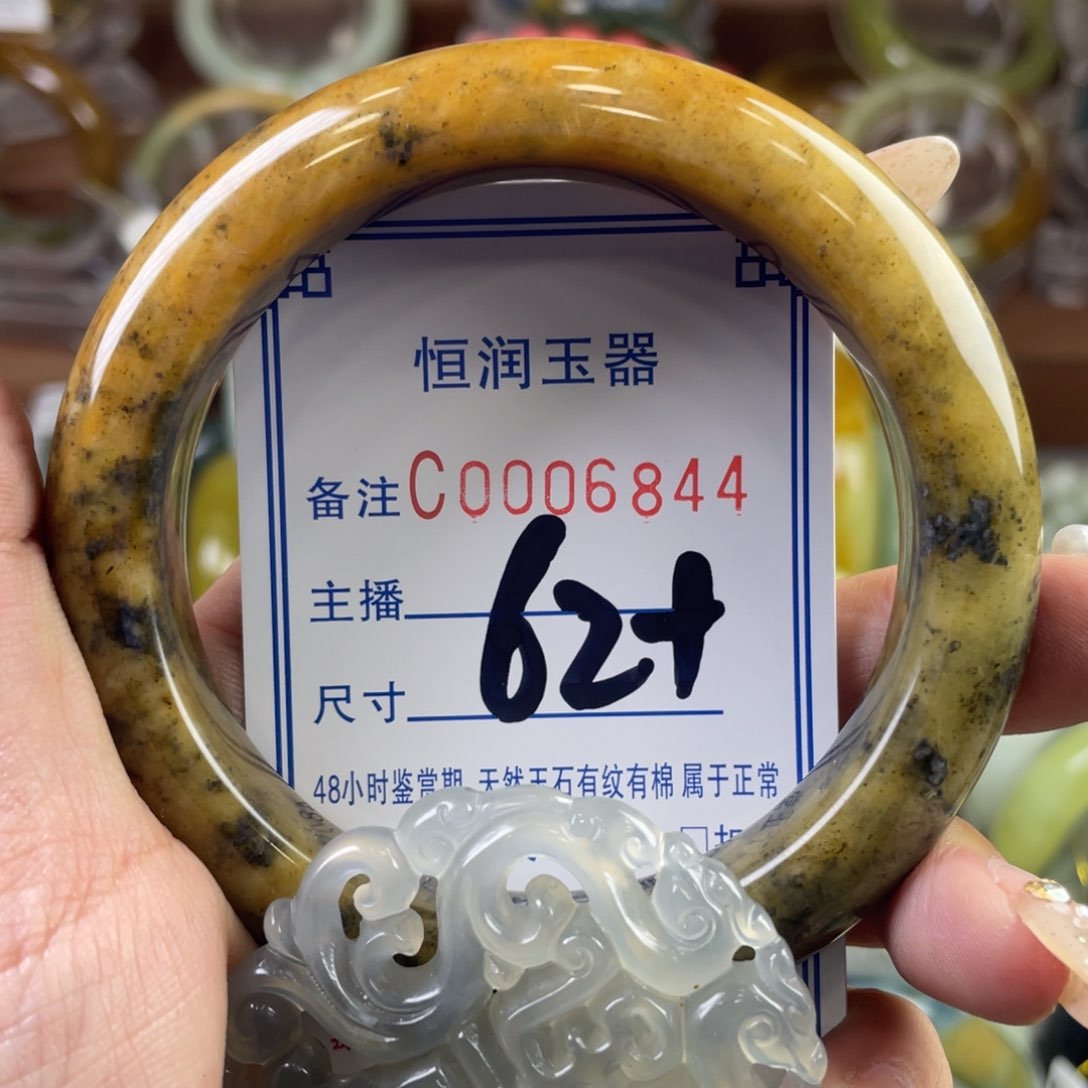 恒润玉器
备注 C0006844
主播
62+
尺寸
48小时鉴赏期 天然玉石有纹有棉 属于正常